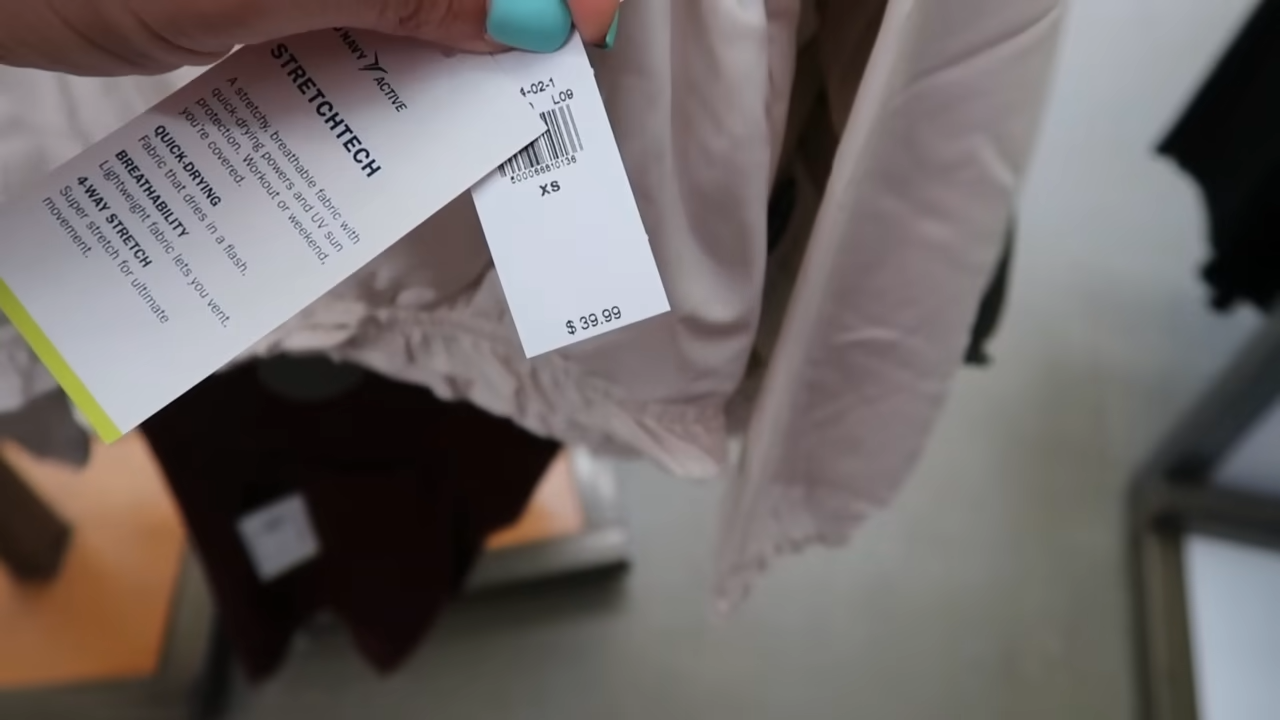 NAVY ACTIVE
STRETCHTECH
A stretchy, breathable fabric with
quick-drying powers and UV sun
protection. Workout or weekend,
you're covered.
QUICK-DRYING
Fabric that dries in a flash.
BREATHABILITY
Lightweight fabric lets you vent.
4-WAY STRETCH
Super stretch for ultimate
movement.
4-02-1
1 L09
500088810136
XS
$ 39.99